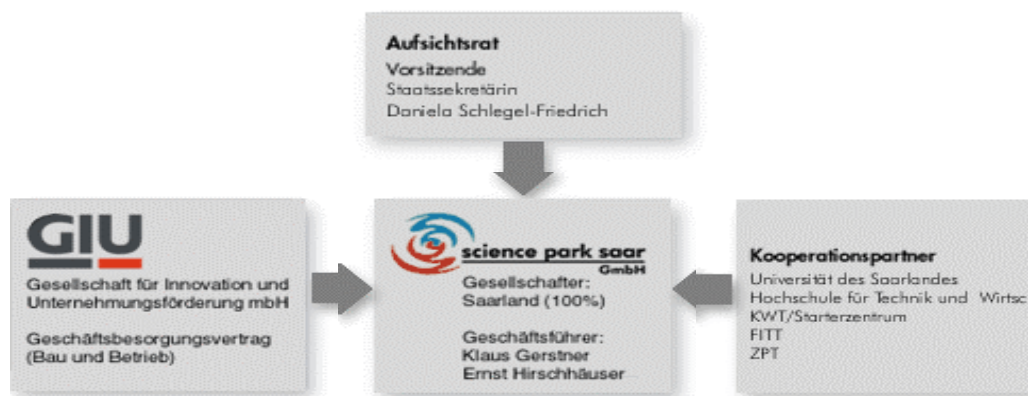 Aufsichtsrat
Vorsitzende
Staatssekretärin
Daniela Schlegel-Friedrich
GIU
Gesellschaft für Innovation und
Unternehmungsförderung mbH
Geschäftsbesorgungsvertrag
(Bau und Betrieb)
science park saar
GmbH
Gesellschafter:
Saarland (100%)
Geschäftsführer:
Klaus Gerstner
Ernst Hirschhäuser
Kooperationspartner
Universität des Saarlandes
Hochschule für Technik und Wirtsc
KWT/Starterzentrum
FITT
ZPT